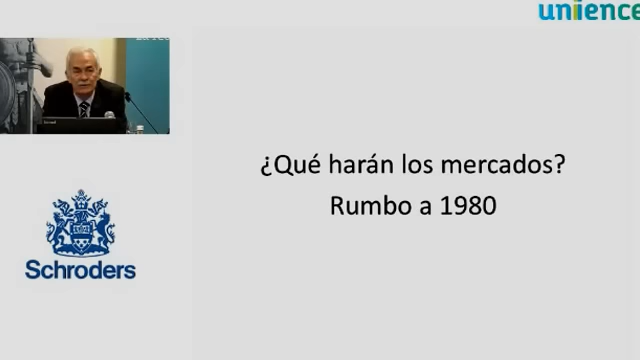 unience
¿Qué harán los mercados?
Rumbo a 1980
Schroders